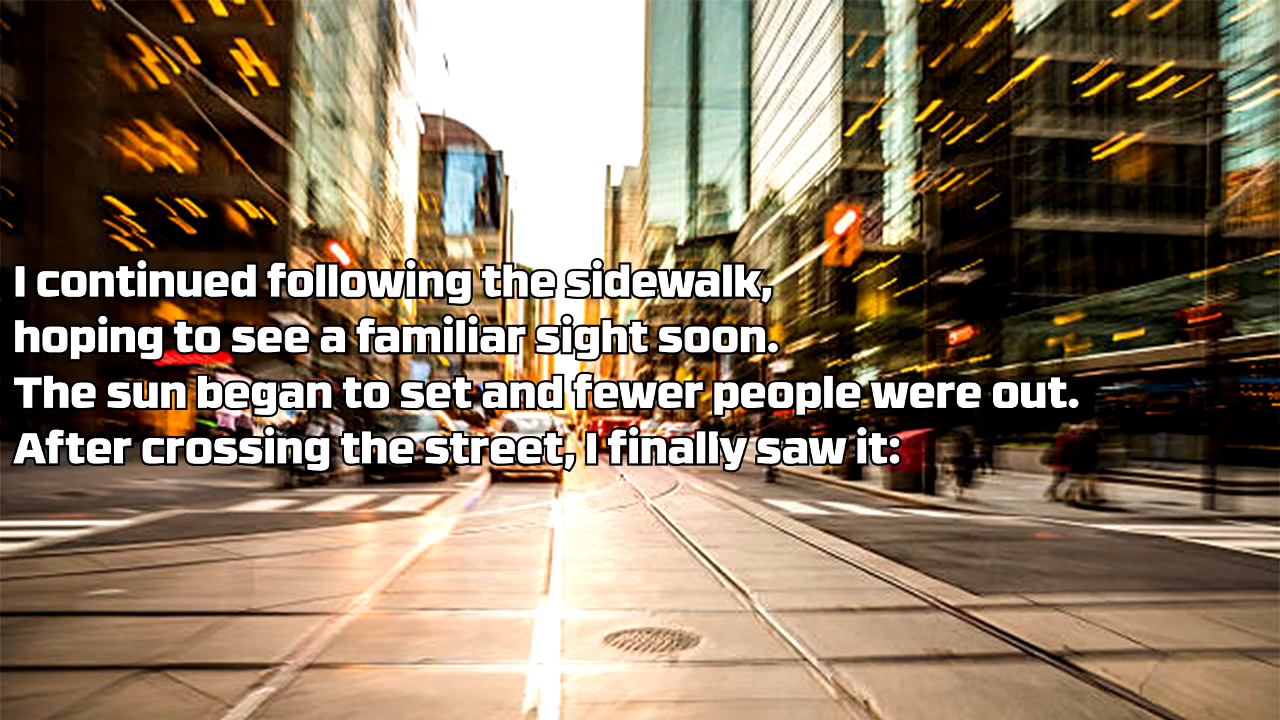 I continued following the sidewalk,
hoping to see a familiar sight soon.
The sun began to set and fewer people were out.
After crossing the street, I finally saw it: